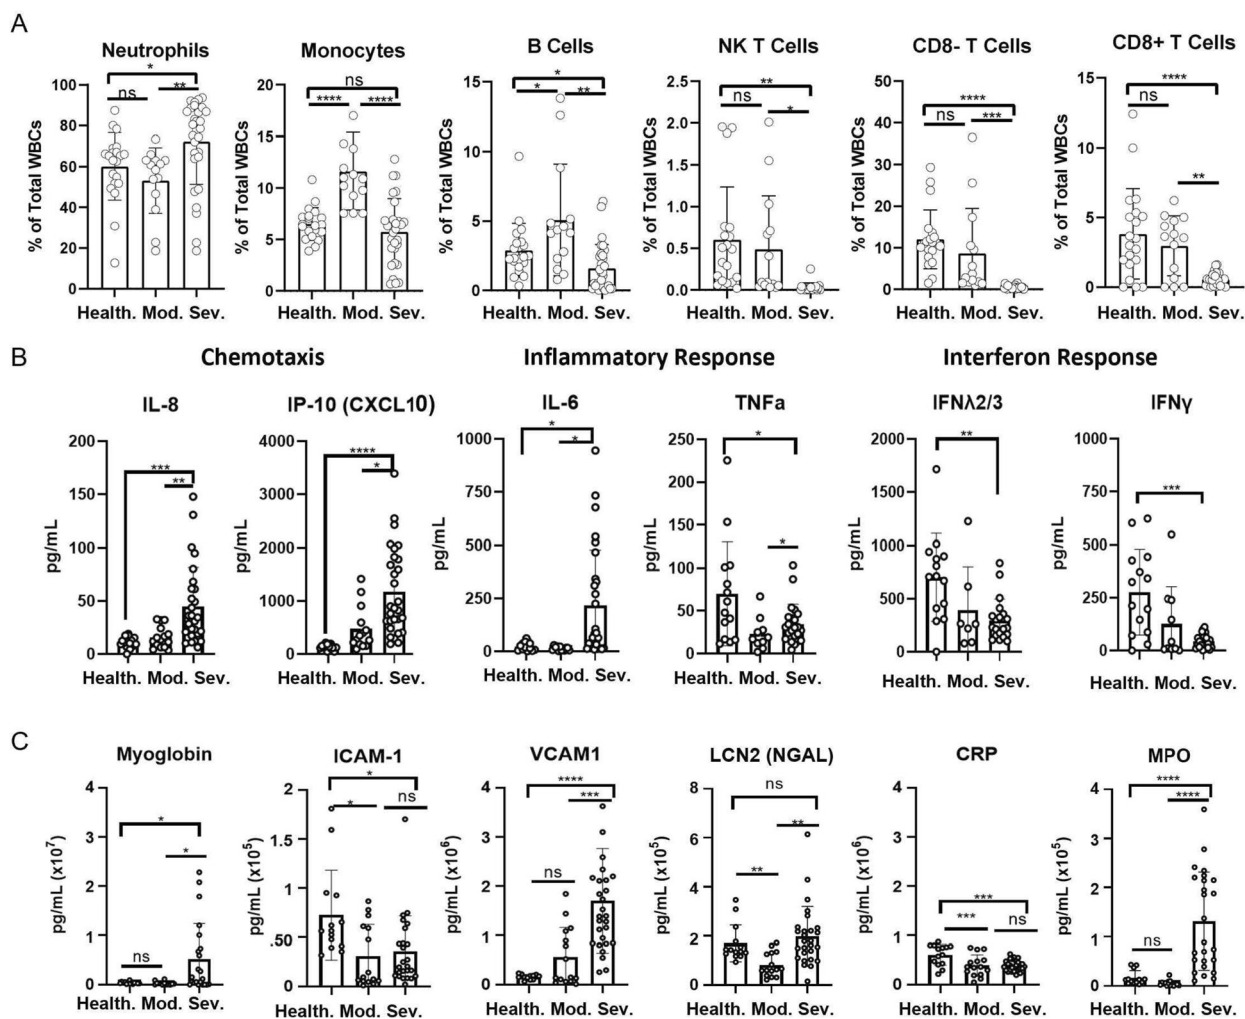 A
Neutrophils Monocytes B Cells NK T Cells CD8- T Cells CD8+ T Cells
% of Total WBCs
100
80
60
40
20
0
*
ns **
Health. Mod. Sev.
% of Total WBCs
20
15
10
5
0
ns
**** ****
Health. Mod. Sev.
% of Total WBCs
15
10
5
0
*
* **
Health. Mod. Sev.
% of Total WBCs
2.5
2.0
1.5
1.0
0.5
0.0
**
ns *
Health. Mod. Sev.
% of Total WBCs
50
40
30
20
10
0
****
ns ***
Health. Mod. Sev.
% of Total WBCs
15
10
5
0
****
ns
**
Health. Mod. Sev.
B
Chemotaxis Inflammatory Response Interferon Response
IL-8 IP-10 (CXCL10) IL-6 TNFa IFNλ2/3 IFNγ
pg/mL
200
150
100
50
0
***
**
Health. Mod. Sev.
pg/mL
4000
3000
2000
1000
0
****
*
Health. Mod. Sev.
pg/mL
1000
750
500
250
0
*
*
Health. Mod. Sev.
pg/mL
250
200
150
100
50
0
*
*
Health. Mod. Sev.
pg/mL
2000
1500
1000
500
0
**
Health. Mod. Sev.
pg/mL
1000
750
500
250
0
***
Health. Mod. Sev.
C
Myoglobin ICAM-1 VCAM1 LCN2 (NGAL) CRP MPO
pg/mL (x10⁷)
4
3
2
1
0
*
*
ns
Health. Mod. Sev.
pg/mL (x10⁵)
2
1.5
1
.50
0
*
* ns
Health. Mod. Sev.
pg/mL (x10⁶)
4
3
2
1
0
****
***
ns
Health. Mod. Sev.
pg/mL (x10⁵)
8
6
4
2
0
ns
**
**
Health. Mod. Sev.
pg/mL (x10⁶)
4
3
2
1
0
***
*** ns
Health. Mod. Sev.
pg/mL (x10⁵)
4
3
2
1
0
****
****
ns
Health. Mod. Sev.